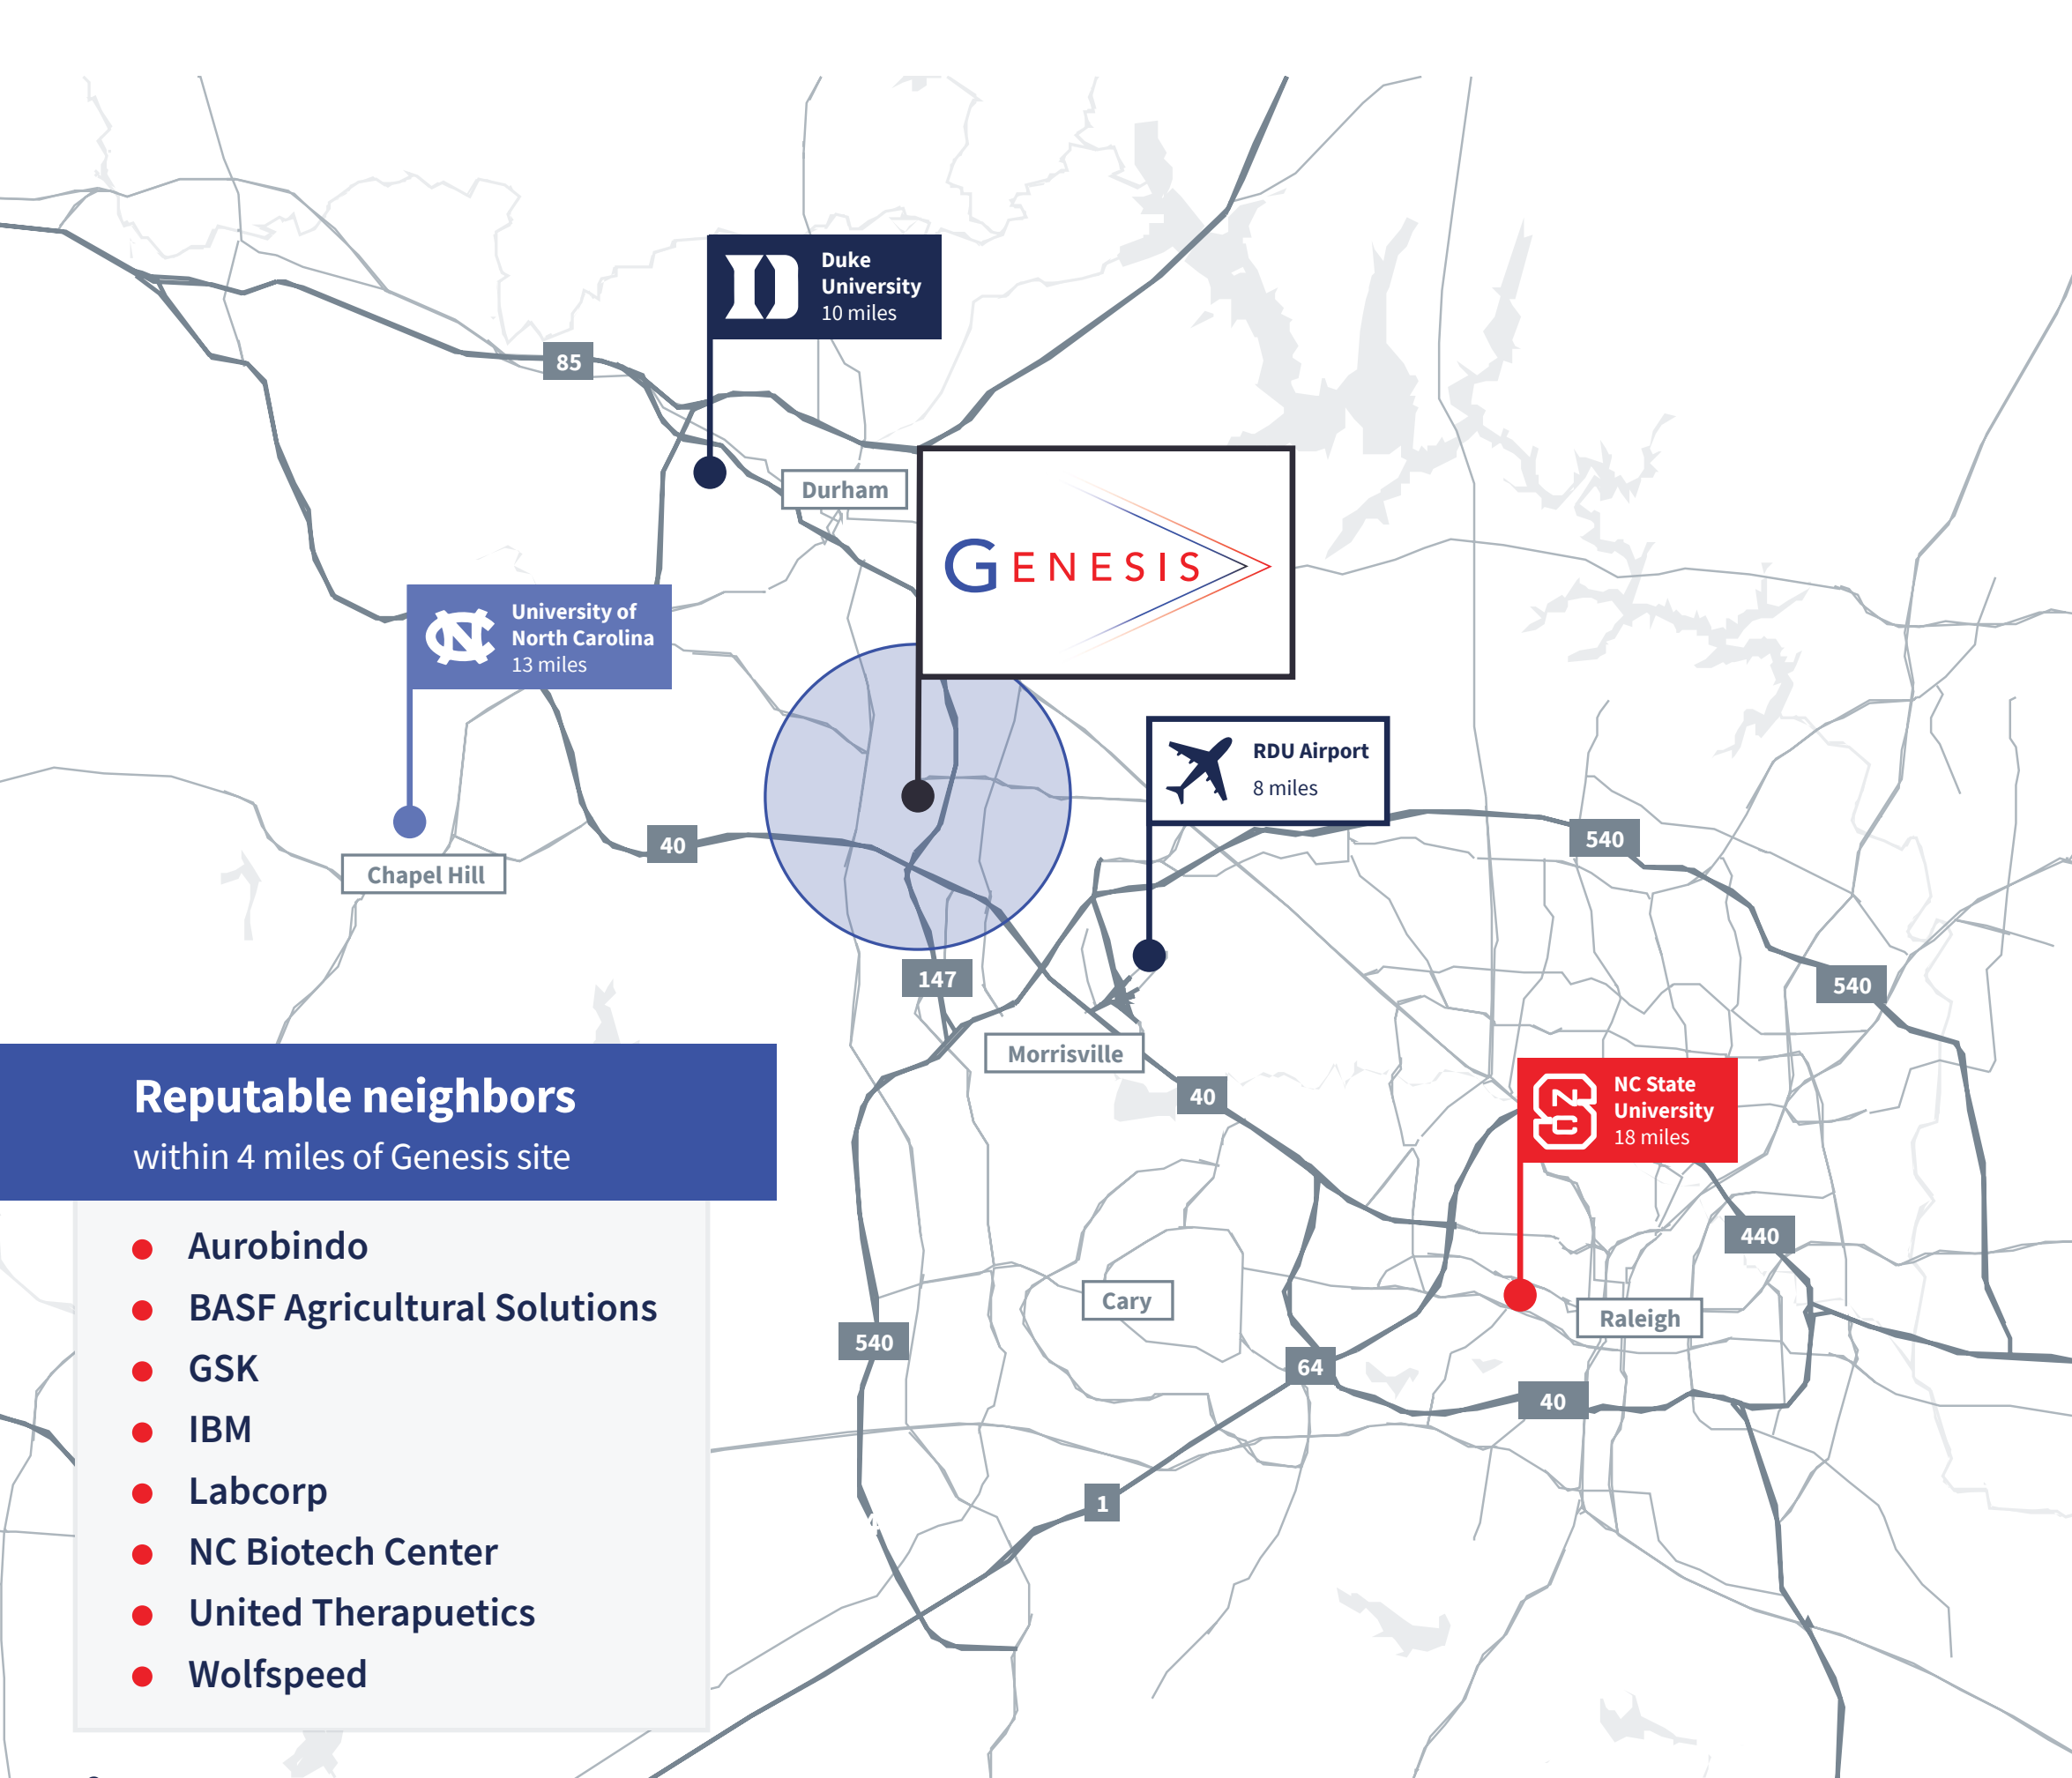 Duke
University
10 miles
85
Durham
GENESIS
University of
North Carolina
13 miles
RDU Airport
8 miles
540
40
Chapel Hill
147
540
Morrisville
40
NC State
University
18 miles
NC
S
440
Cary
Raleigh
540
64
40
1
Reputable neighbors
within 4 miles of Genesis site
Aurobindo
BASF Agricultural Solutions
GSK
IBM
Labcorp
NC Biotech Center
United Therapuetics
Wolfspeed
D
NC